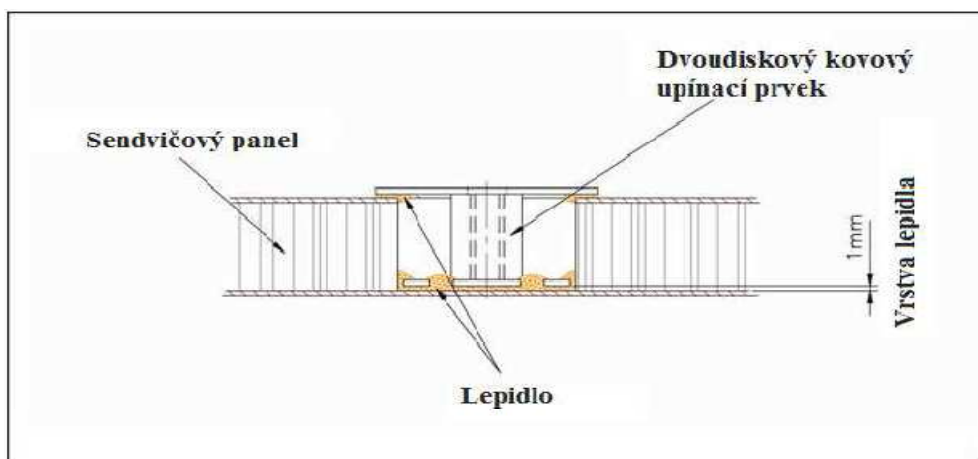 Dvoudiskový kovový
upínací prvek
Sendvičový panel
1mm
Vrstva lepidla
Lepidlo